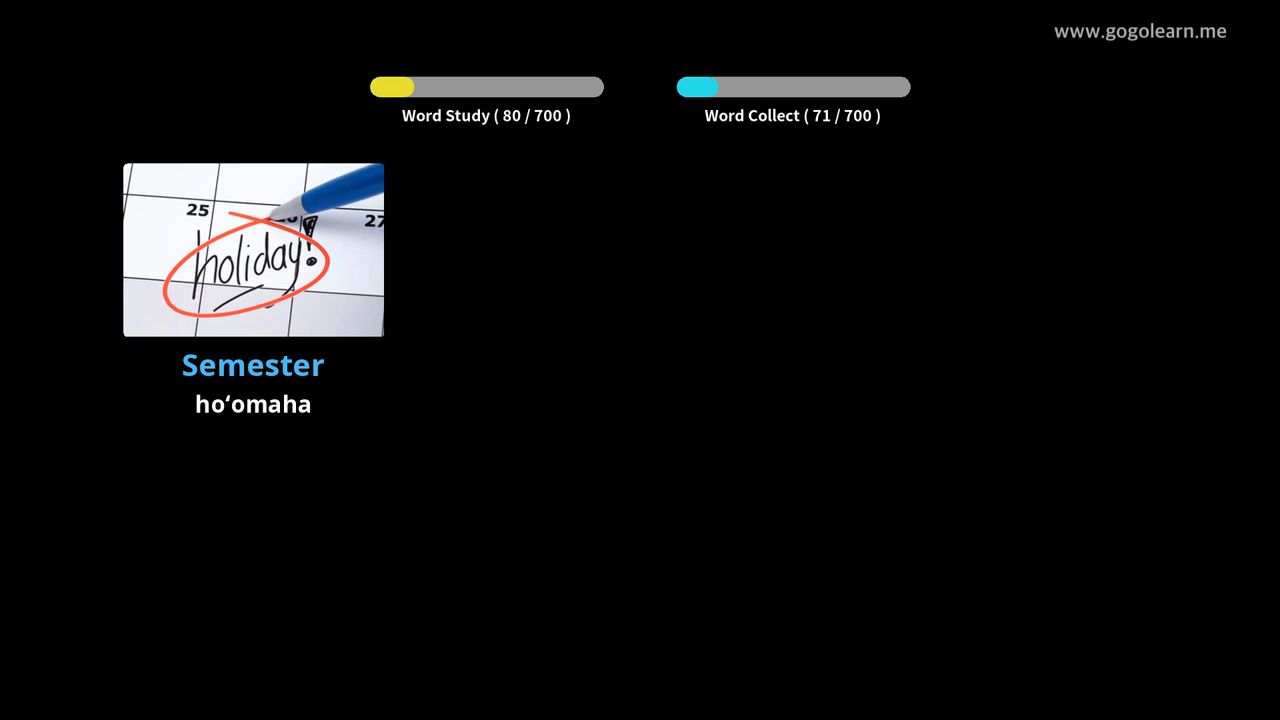 www.gogolearn.me
Word Study ( 80 / 700 )
Word Collect ( 71 / 700 )
25
27
holiday!
Semester
hoʻomaha